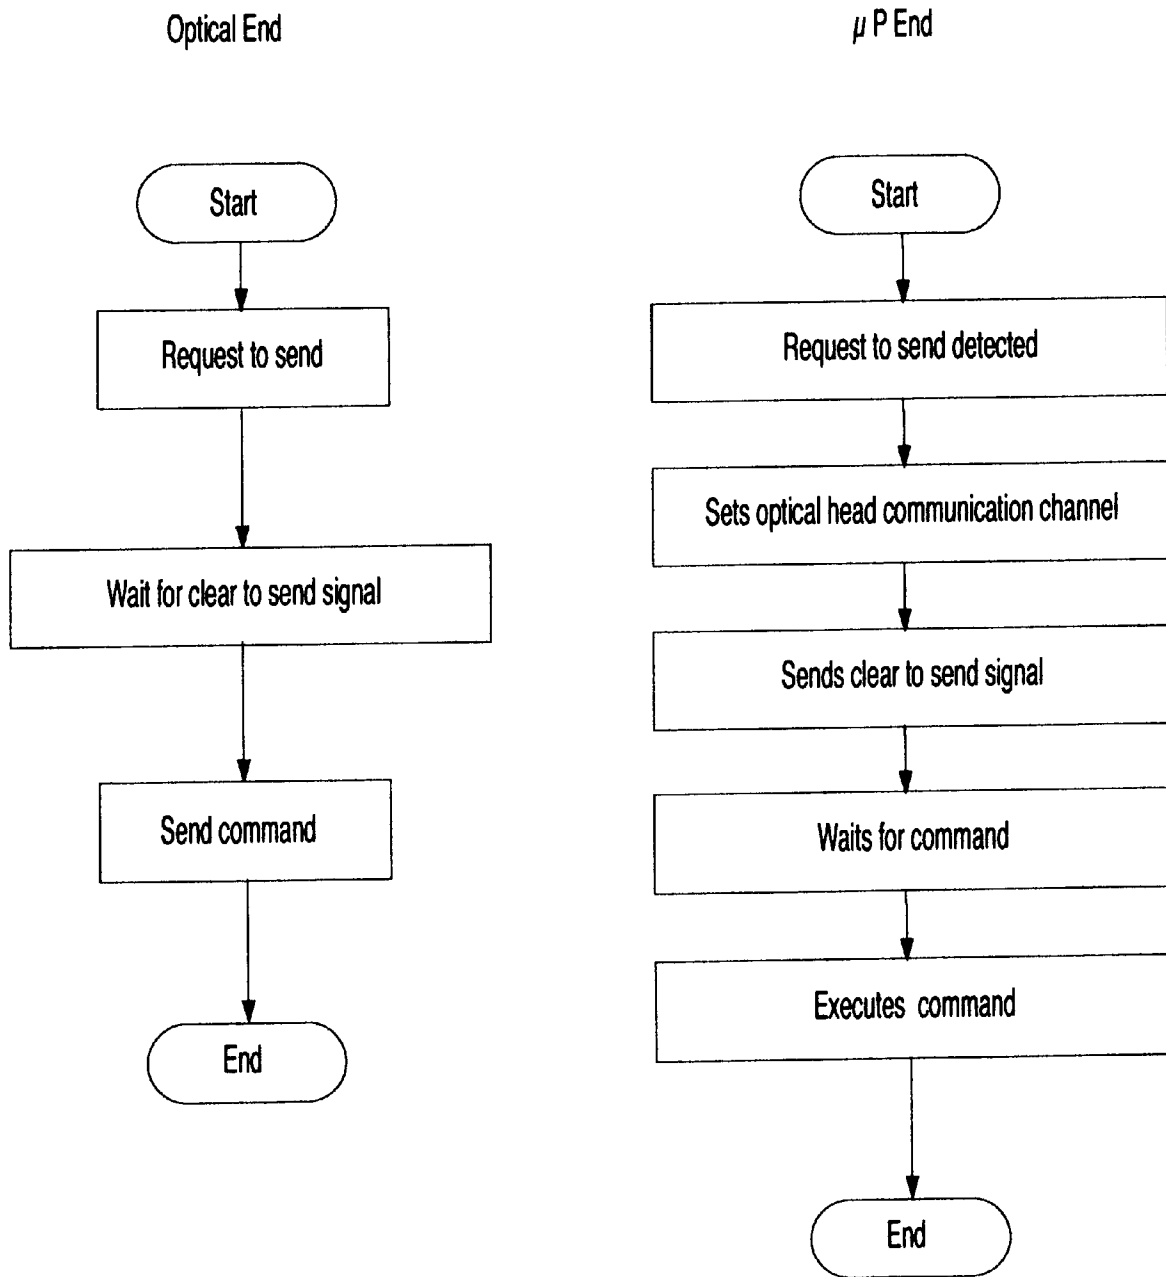 Optical End
Start
Request to send
Wait for clear to send signal
Send command
End
μ P End
Start
Request to send detected
Sets optical head communication channel
Sends clear to send signal
Waits for command
Executes command
End